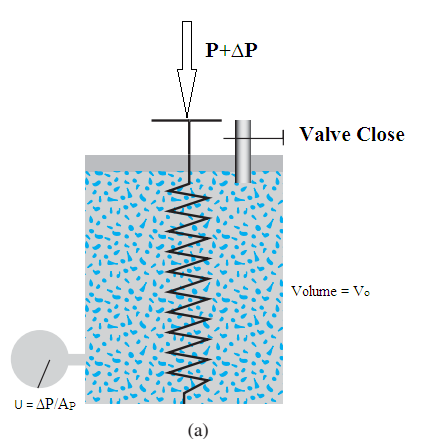 P+ΔP
Valve Close
Volume = Vo
U = ΔP/AP
(a)